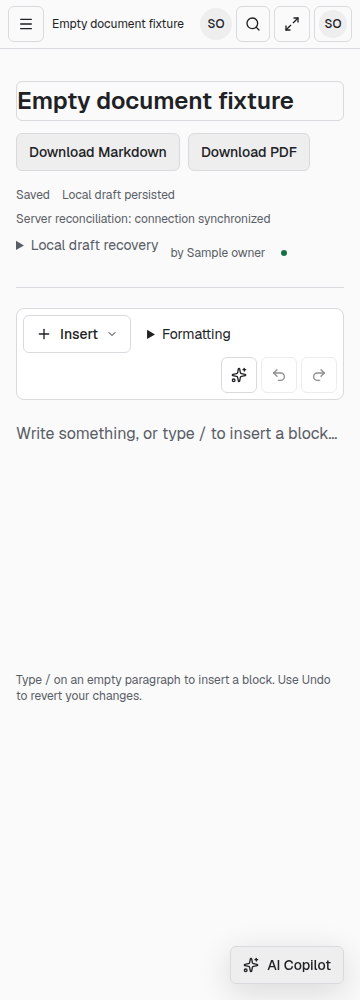 Empty document fixture
SO
SO
Empty document fixture
Download Markdown
Download PDF
Saved
Local draft persisted
Server reconciliation: connection synchronized
Local draft recovery
by Sample owner
Insert
Formatting
Write something, or type / to insert a block...
Type / on an empty paragraph to insert a block. Use Undo
to revert your changes.
AI Copilot